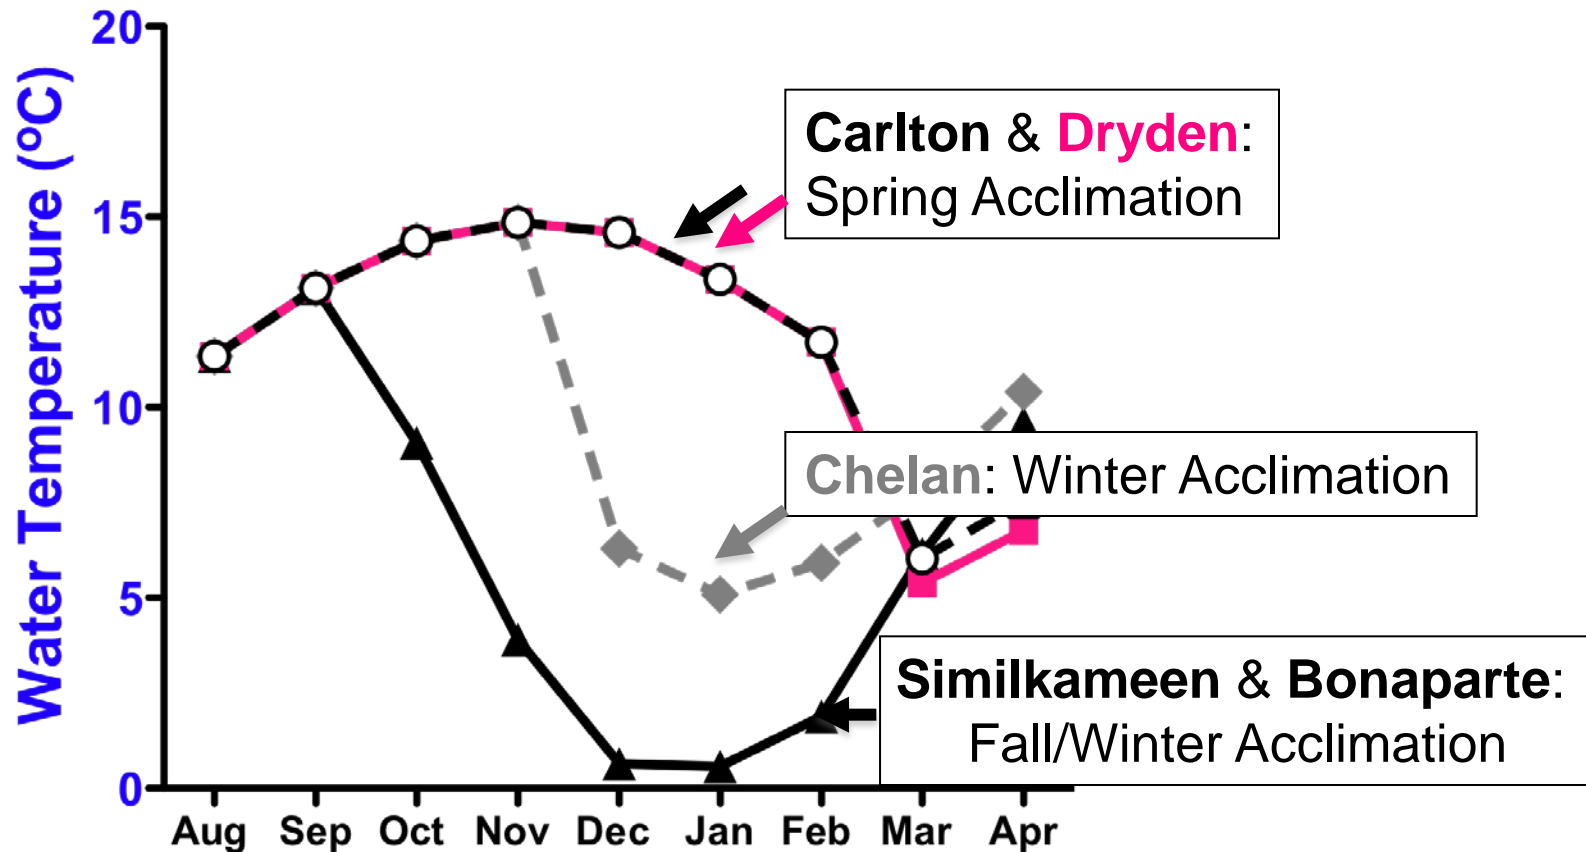 Water Temperature (ºC)
20
15
10
5
0
Carlton & Dryden:
Spring Acclimation
Chelan: Winter Acclimation
Similkameen & Bonaparte:
Fall/Winter Acclimation
Aug Sep Oct Nov Dec Jan Feb Mar Apr